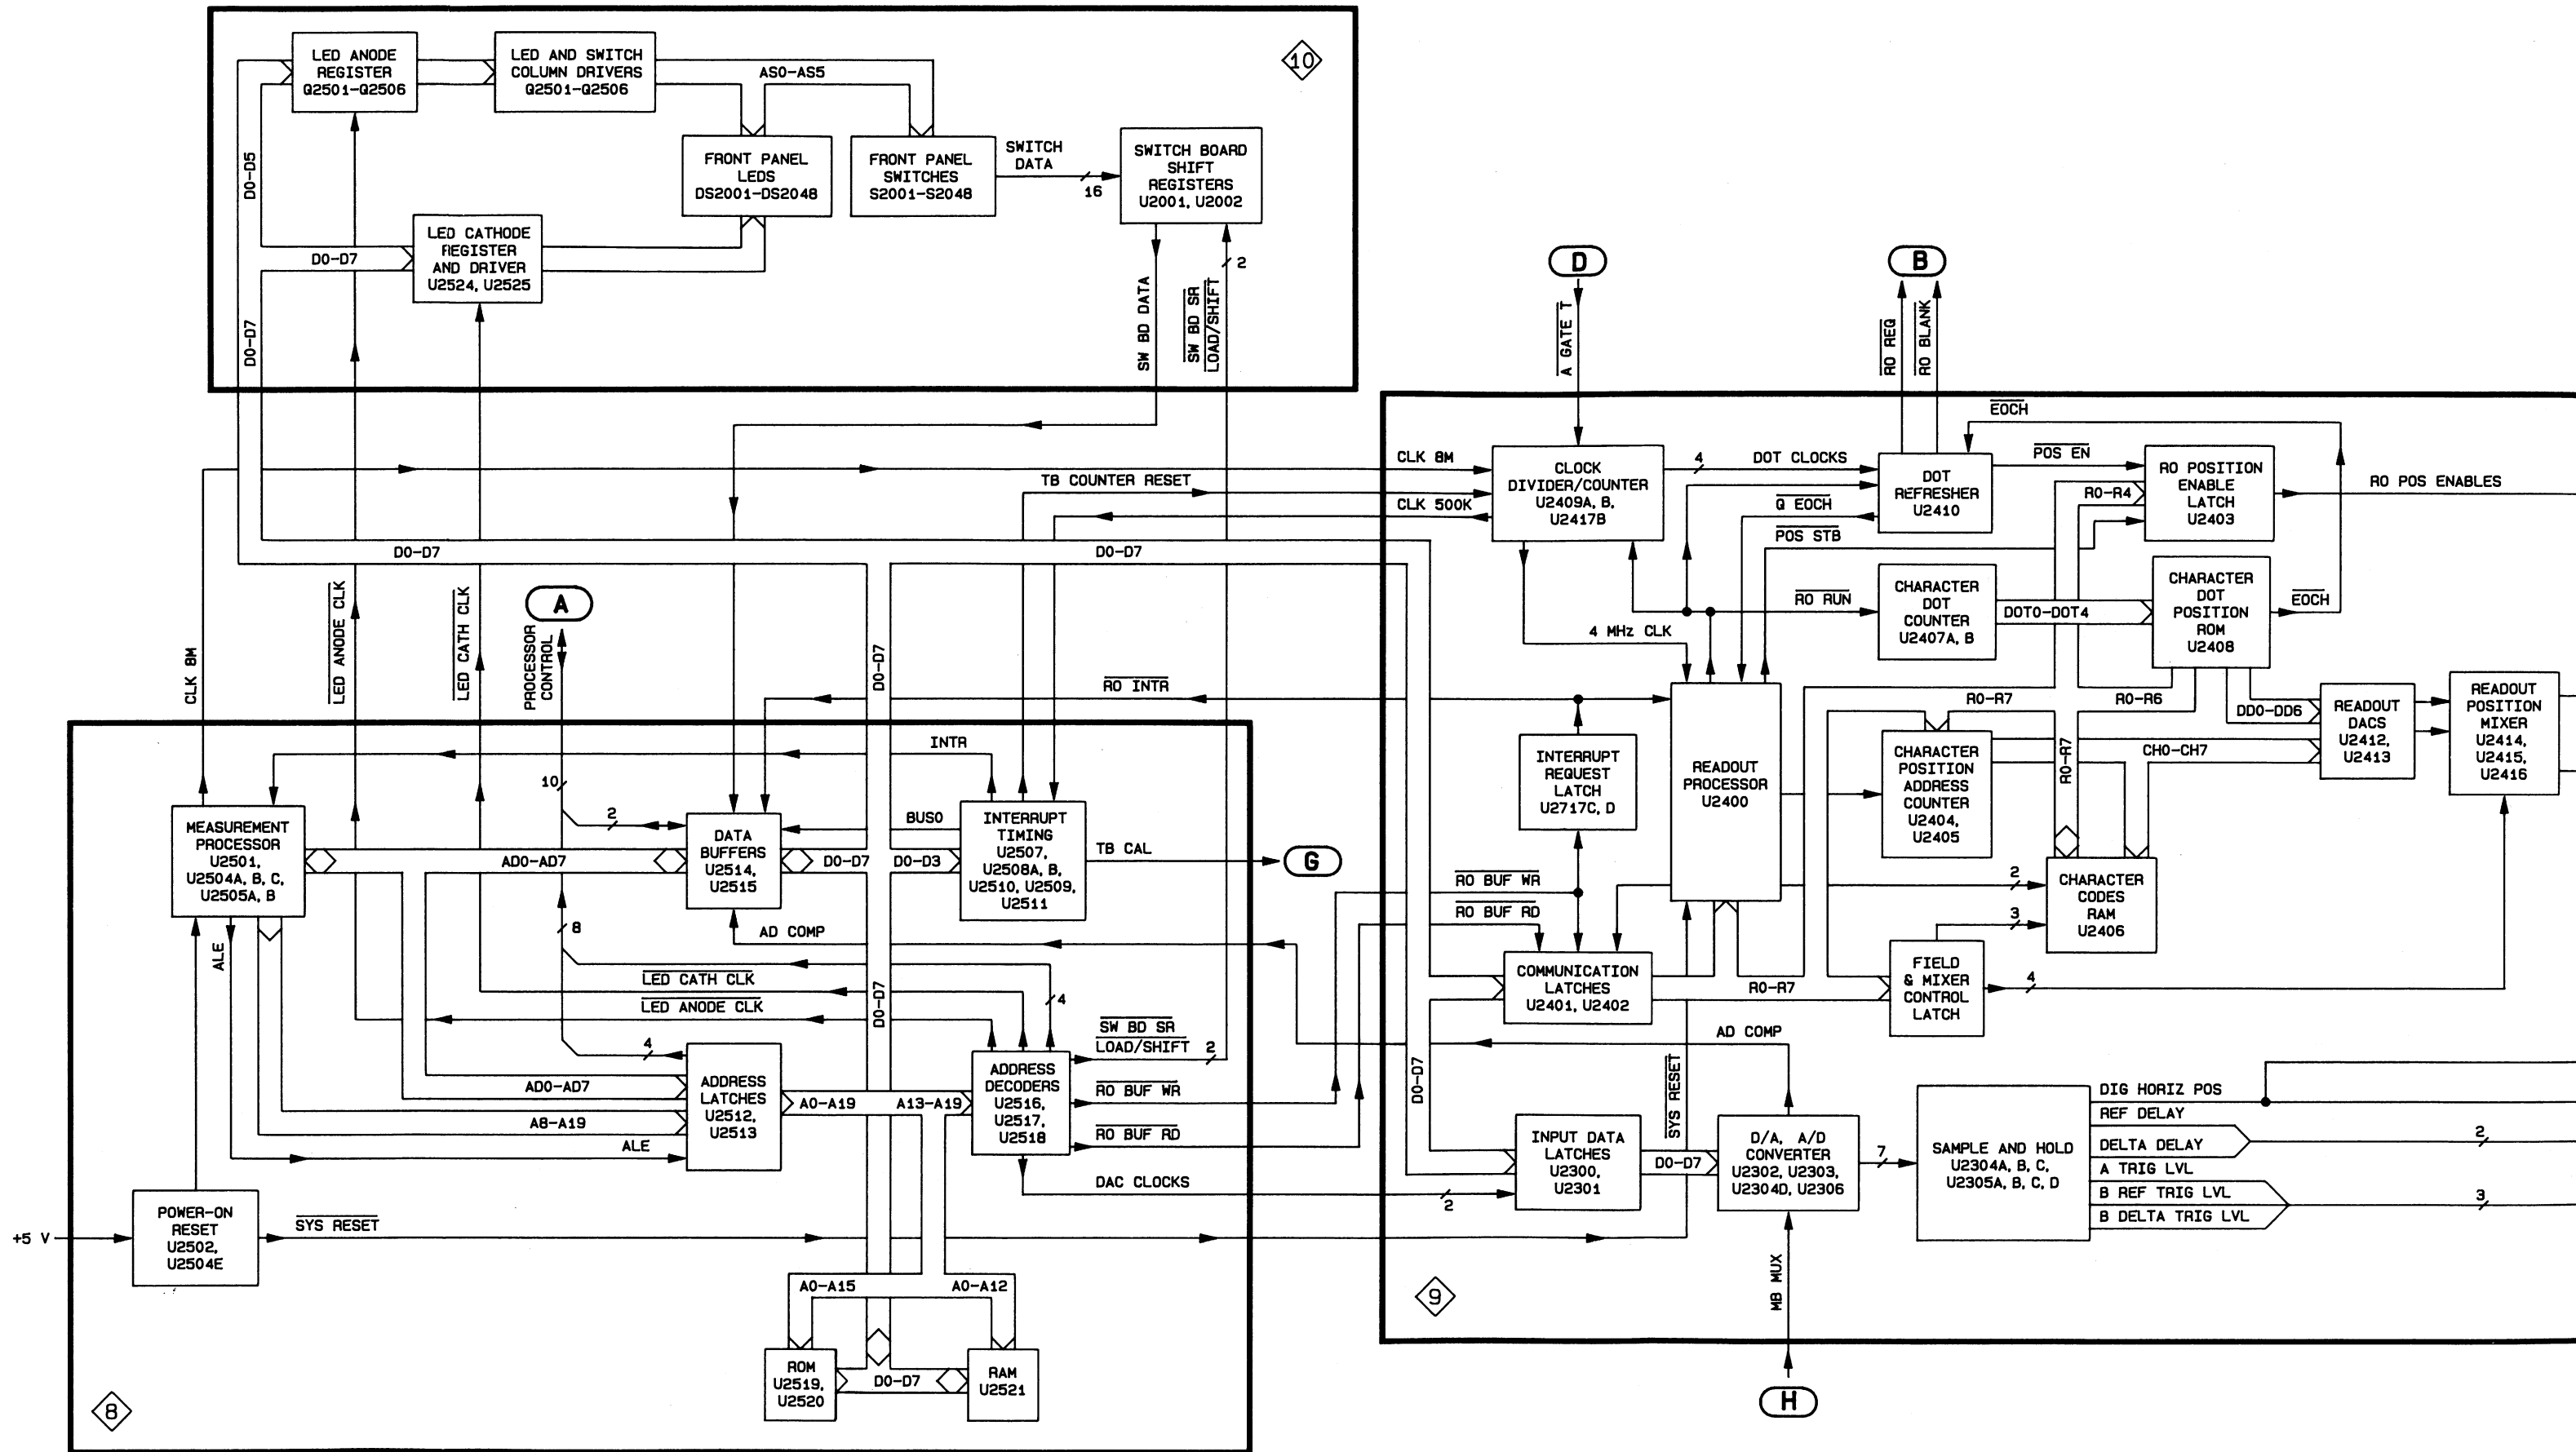 LED ANODE
REGISTER
Q2501-Q2506
LED AND SWITCH
COLUMN DRIVERS
Q2501-Q2506
AS0-AS5
10
D0-D5
FRONT PANEL
LEDS
DS2001-DS2048
FRONT PANEL
SWITCHES
S2001-S2048
SWITCH
DATA
16
SWITCH BOARD
SHIFT
REGISTERS
U2001, U2002
LED CATHODE
REGISTER
AND DRIVER
U2524, U2525
D0-D7
D0-D7
SW BD DATA
SW BD SR
LOAD/SHIFT
2
D
B
A GATE T
RO REQ
RO BLANK
EOCH
CLK 8M
TB COUNTER RESET
CLK 500K
CLOCK
DIVIDER/COUNTER
U2409A, B,
U2417B
4
DOT CLOCKS
Q EOCH
POS STB
DOT
REFRESHER
U2410
POS EN
R0-R4
RO POSITION
ENABLE
LATCH
U2403
RO POS ENABLES
D0-D7
D0-D7
CLK 8M
LED ANODE CLK
LED CATH CLK
A
PROCESSOR
CONTROL
D0-D7
4 MHz CLK
RO RUN
CHARACTER
DOT
COUNTER
U2407A, B
DOT0-DOT4
CHARACTER
DOT
POSITION
ROM
U2408
EOCH
RO INTR
R0-R7
R0-R6
DD0-DD6
READOUT
DACS
U2412,
U2413
READOUT
POSITION
MIXER
U2414,
U2415,
U2416
INTR
10
2
MEASUREMENT
PROCESSOR
U2501,
U2504A, B, C,
U2505A, B
AD0-AD7
DATA
BUFFERS
U2514,
U2515
BUS0
D0-D7
D0-D3
INTERRUPT
TIMING
U2507,
U2508A, B,
U2510, U2509,
U2511
TB CAL
G
INTERRUPT
REQUEST
LATCH
U2717C, D
READOUT
PROCESSOR
U2400
CHARACTER
POSITION
ADDRESS
COUNTER
U2404,
U2405
CH0-CH7
R0-R7
RO BUF WR
RO BUF RD
2
3
CHARACTER
CODES
RAM
U2406
ALE
8
AD COMP
LED CATH CLK
LED ANODE CLK
4
D0-D7
COMMUNICATION
LATCHES
U2401, U2402
R0-R7
FIELD
& MIXER
CONTROL
LATCH
4
AD COMP
4
ADDRESS
LATCHES
U2512,
U2513
AD0-AD7
A8-A19
ALE
A0-A19
A13-A19
ADDRESS
DECODERS
U2516,
U2517,
U2518
SW BD SR
LOAD/SHIFT
2
RO BUF WR
RO BUF RD
DAC CLOCKS
2
D0-D7
SYS RESET
INPUT DATA
LATCHES
U2300,
U2301
D0-D7
D/A, A/D
CONVERTER
U2302, U2303,
U2304D, U2306
7
SAMPLE AND HOLD
U2304A, B, C,
U2305A, B, C, D
DIG HORIZ POS
REF DELAY
DELTA DELAY
2
A TRIG LVL
B REF TRIG LVL
3
B DELTA TRIG LVL
+5 V
POWER-ON
RESET
U2502,
U2504E
SYS RESET
MB MUX
9
A0-A15
A0-A12
ROM
U2519,
U2520
D0-D7
RAM
U2521
8
H